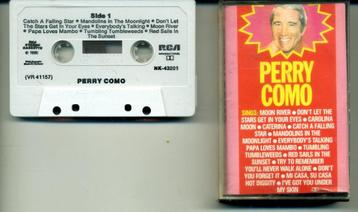 Side 1
Catch A Falling Star • Mandolins In The Moonlight • Don't Let
The Stars Get In Your Eyes • Everybody's Talking • Moon River
• Papa Loves Mambo • Tumbling Tumbleweeds • Red Sails In
The Sunset
RCA
NK-43201
(VR 41157)
PERRY COMO
PERRY
COMO
SINGS: MOON RIVER • DON'T LET THE
STARS GET IN YOUR EYES • CAROLINA
MOON • CATERINA • CATCH A FALLING
STAR • MANDOLINS IN THE
MOONLIGHT • EVERYBODY'S TALKING
PAPA LOVES MAMBO • TUMBLING
TUMBLEWEEDS • RED SAILS IN THE
SUNSET • TRY TO REMEMBER
YOU'LL NEVER WALK ALONE • DON'T
YOU FORGET IT • MI CASA, SU CASA
HOT DIGGITY • I'VE GOT YOU UNDER
MY SKIN